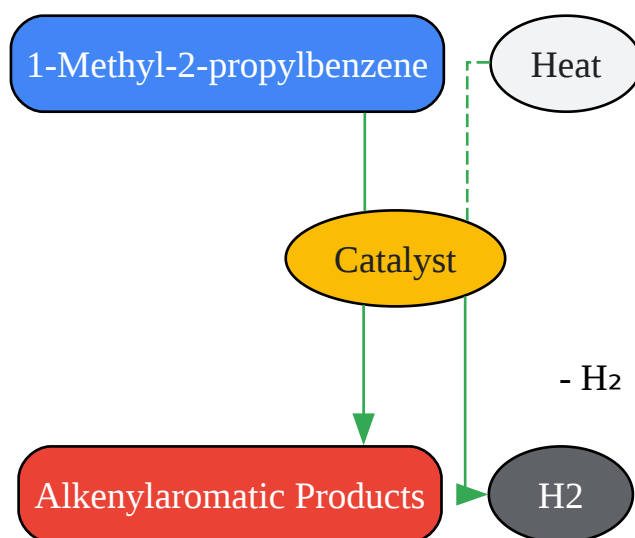 1-Methyl-2-propylbenzene
Heat
Catalyst
- H₂
Alkenylaromatic Products
H2